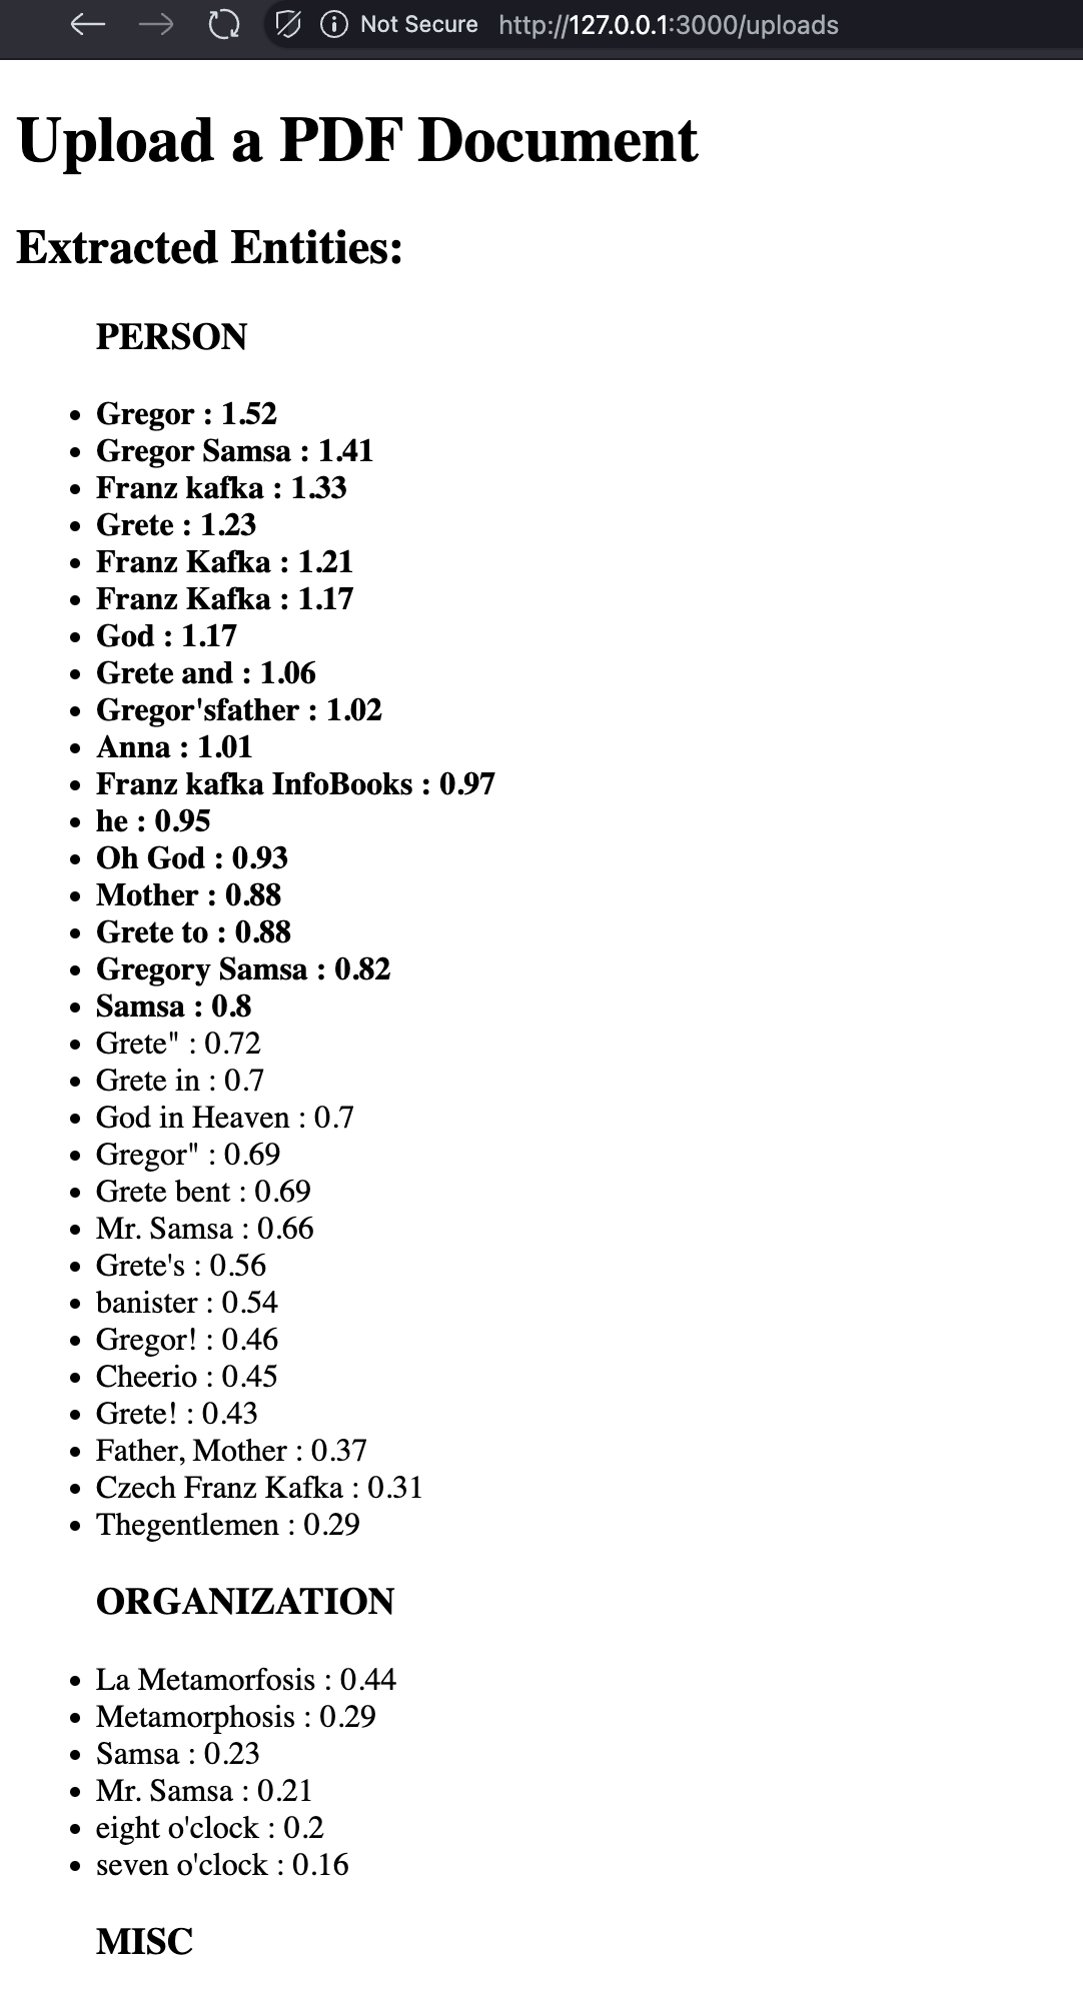 Not Secure http://127.0.0.1:3000/uploads
Upload a PDF Document
Extracted Entities:
PERSON
• Gregor : 1.52
• Gregor Samsa : 1.41
• Franz kafka : 1.33
• Grete : 1.23
• Franz Kafka : 1.21
• Franz Kafka : 1.17
• God : 1.17
• Grete and : 1.06
• Gregor'sfather : 1.02
• Anna : 1.01
• Franz kafka InfoBooks : 0.97
• he : 0.95
• Oh God : 0.93
• Mother : 0.88
• Grete to : 0.88
• Gregory Samsa : 0.82
• Samsa : 0.8
• Grete" : 0.72
• Grete in : 0.7
• God in Heaven : 0.7
• Gregor" : 0.69
• Grete bent : 0.69
• Mr. Samsa : 0.66
• Grete's : 0.56
• banister : 0.54
• Gregor! : 0.46
• Cheerio : 0.45
• Grete! : 0.43
• Father, Mother : 0.37
• Czech Franz Kafka : 0.31
• Thegentlemen : 0.29
ORGANIZATION
• La Metamorfosis : 0.44
• Metamorphosis : 0.29
• Samsa : 0.23
• Mr. Samsa : 0.21
• eight o'clock : 0.2
• seven o'clock : 0.16
MISC